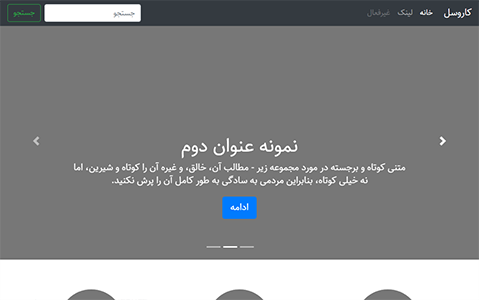 کاروسل خانه لینک غیرفعال جستجو جستجو
نمونه عنوان دوم
متنی کوتاه و برجسته در مورد مجموعه زیر - مطالب آن، خالق، و غیره آن را کوتاه و شیرین، اما
نه خیلی کوتاه، بنابراین مردمی به سادگی به طور کامل آن را پرش نکنید.
ادامه